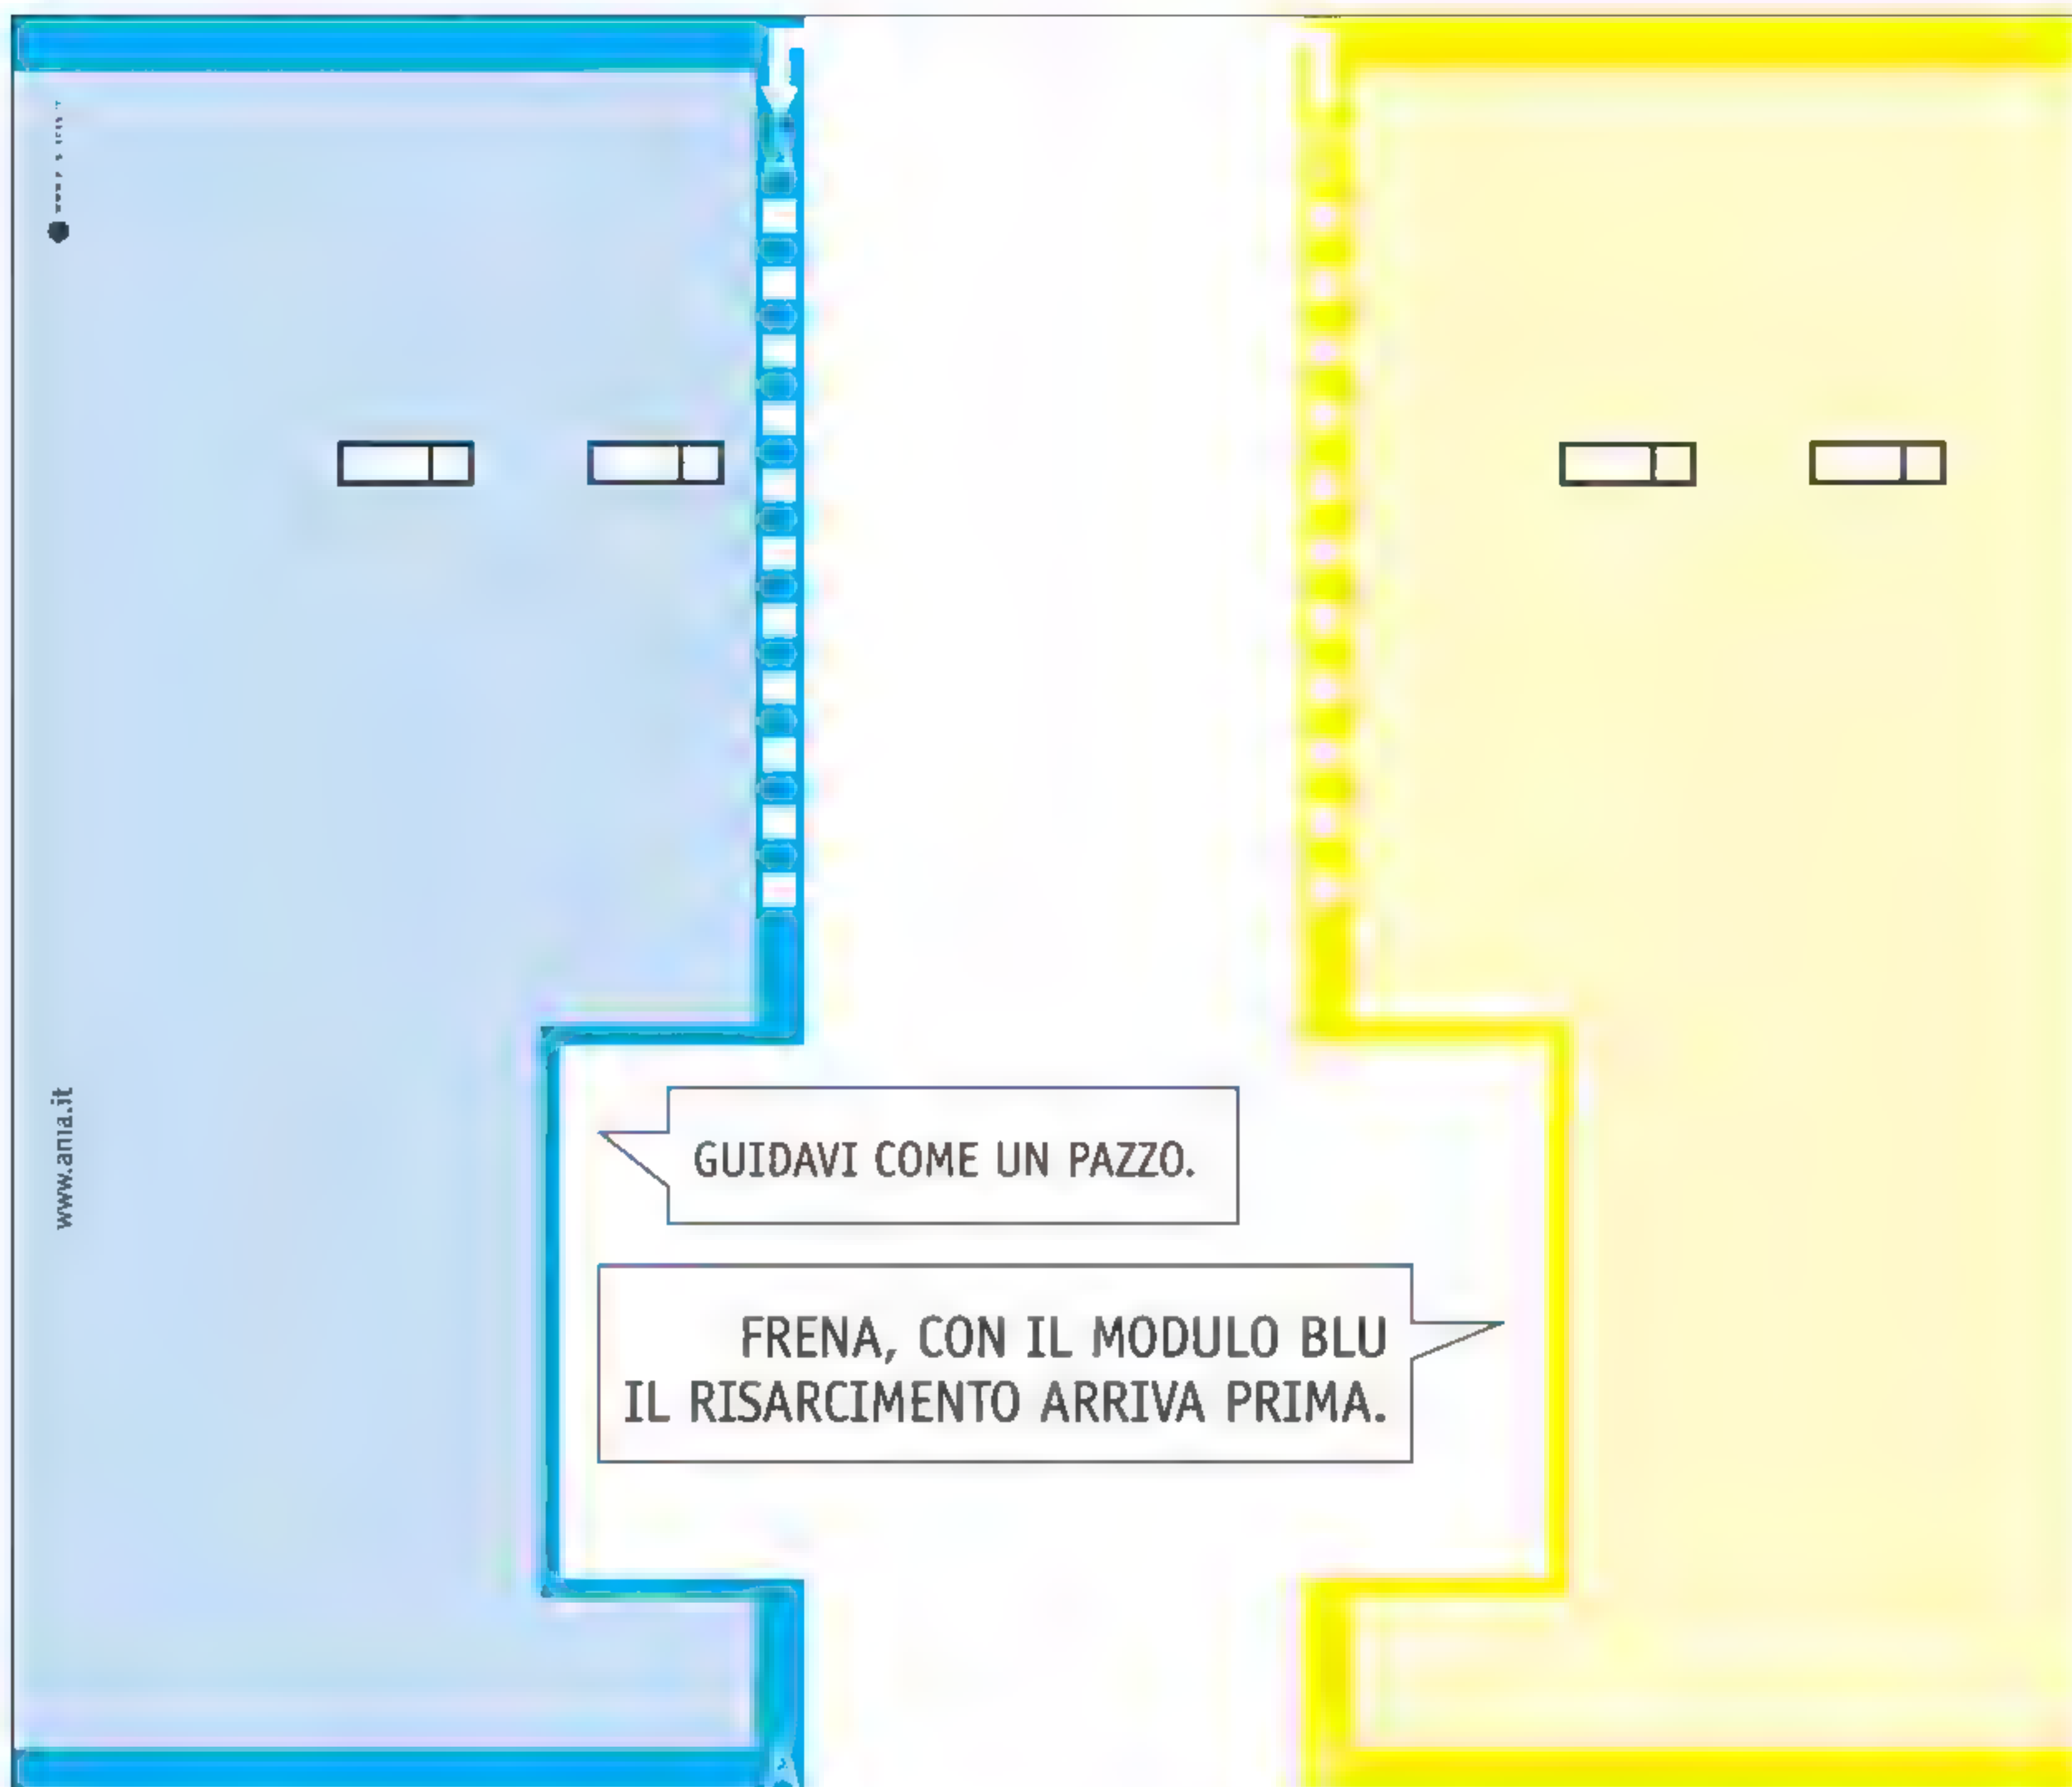 www.ania.it
GUIDAVI COME UN PAZZO.
FRENA, CON IL MODULO BLU
IL RISARCIMENTO ARRIVA PRIMA.